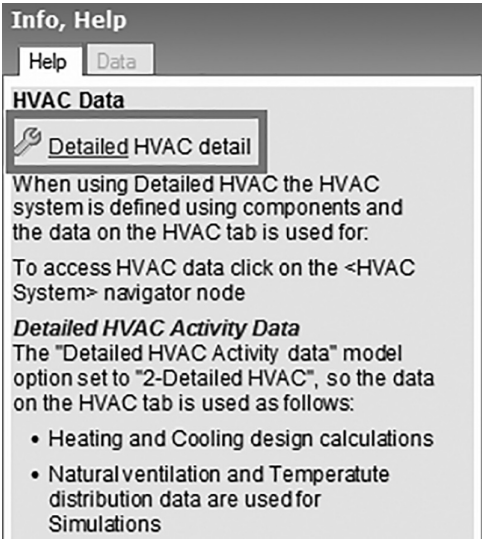 Info, Help
Help Data
HVAC Data
Detailed HVAC detail
When using Detailed HVAC the HVAC
system is defined using components and
the data on the HVAC tab is used for:
To access HVAC data click on the <HVAC
System> navigator node
Detailed HVAC Activity Data
The "Detailed HVAC Activity data" model
option set to "2-Detailed HVAC", so the data
on the HVAC tab is used as follows:
• Heating and Cooling design calculations
• Natural ventilation and Temperatute
distribution data are used for
Simulations